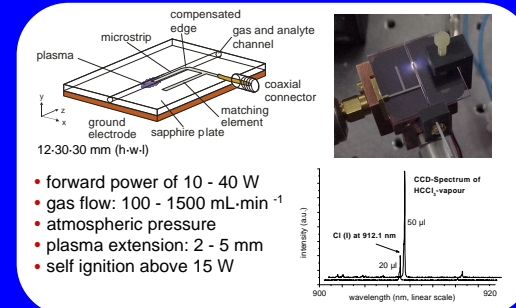 compensated
edge
microstrip
gas and analyte
channel
plasma
coaxial
connector
matching
element
ground
electrode
sapphire plate
y
z
x
12·30·30 mm (h·w·l)
• forward power of 10 - 40 W
• gas flow: 100 - 1500 mL·min -1
• atmospheric pressure
• plasma extension: 2 - 5 mm
• self ignition above 15 W
CCD-Spectrum of
HCCl3-vapour
50 µl
Cl (I) at 912.1 nm
20 µl
intensity (a.u.)
900
920
wavelength (nm, linear scale)